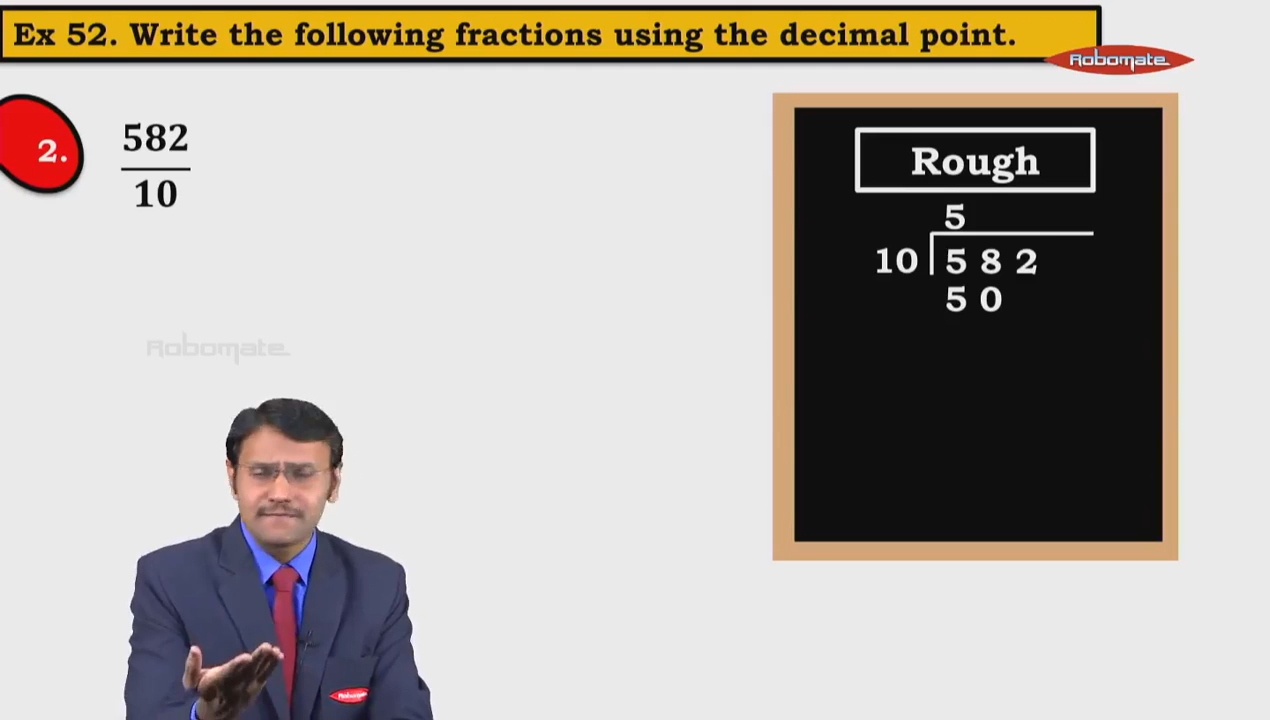 Ex 52. Write the following fractions using the decimal point.
Robomate
2.
582
10
Rough
5
10 5 8 2
5 0
Robomate
Robomate